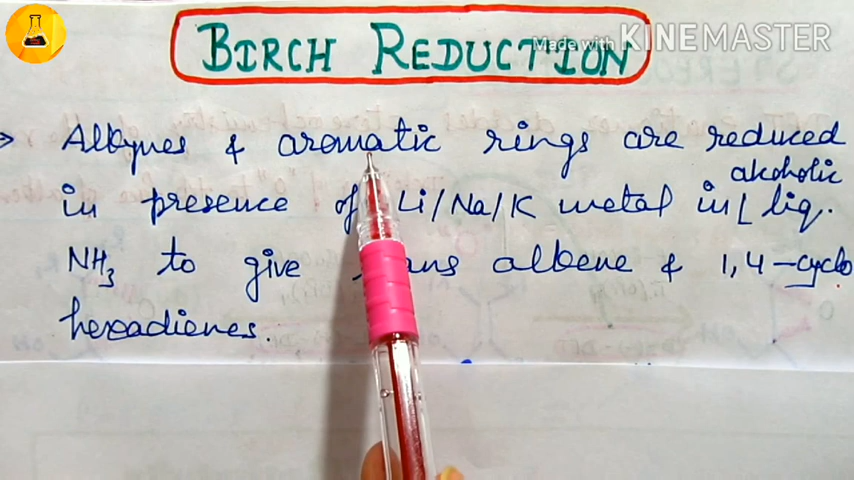 Made with KINEMASTER
BIRCH REDUCTION
→ Alkynes & aromatic rings are reduced
alcoholic
in presence of Li/Na/K metal in [ liq.
NH3 to give trans alkene & 1,4-cyclo
hexadienes.